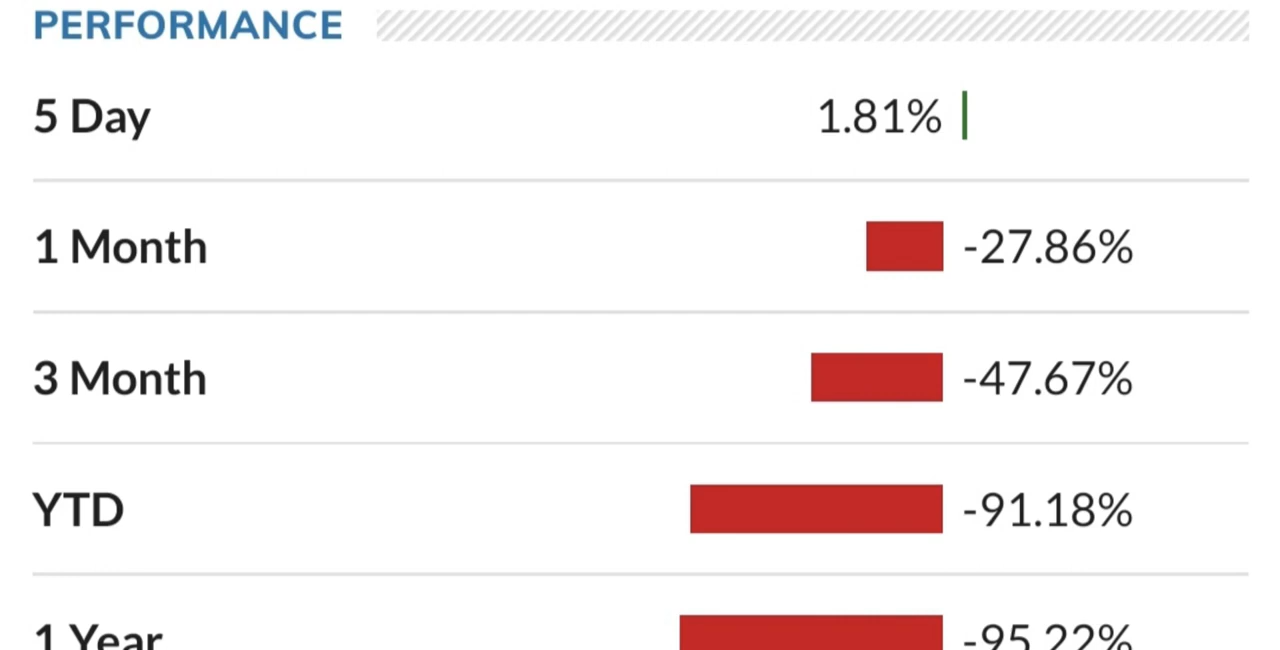 PERFORMANCE
5 Day 1.81%
1 Month -27.86%
3 Month -47.67%
YTD -91.18%
1 Year -95.22%